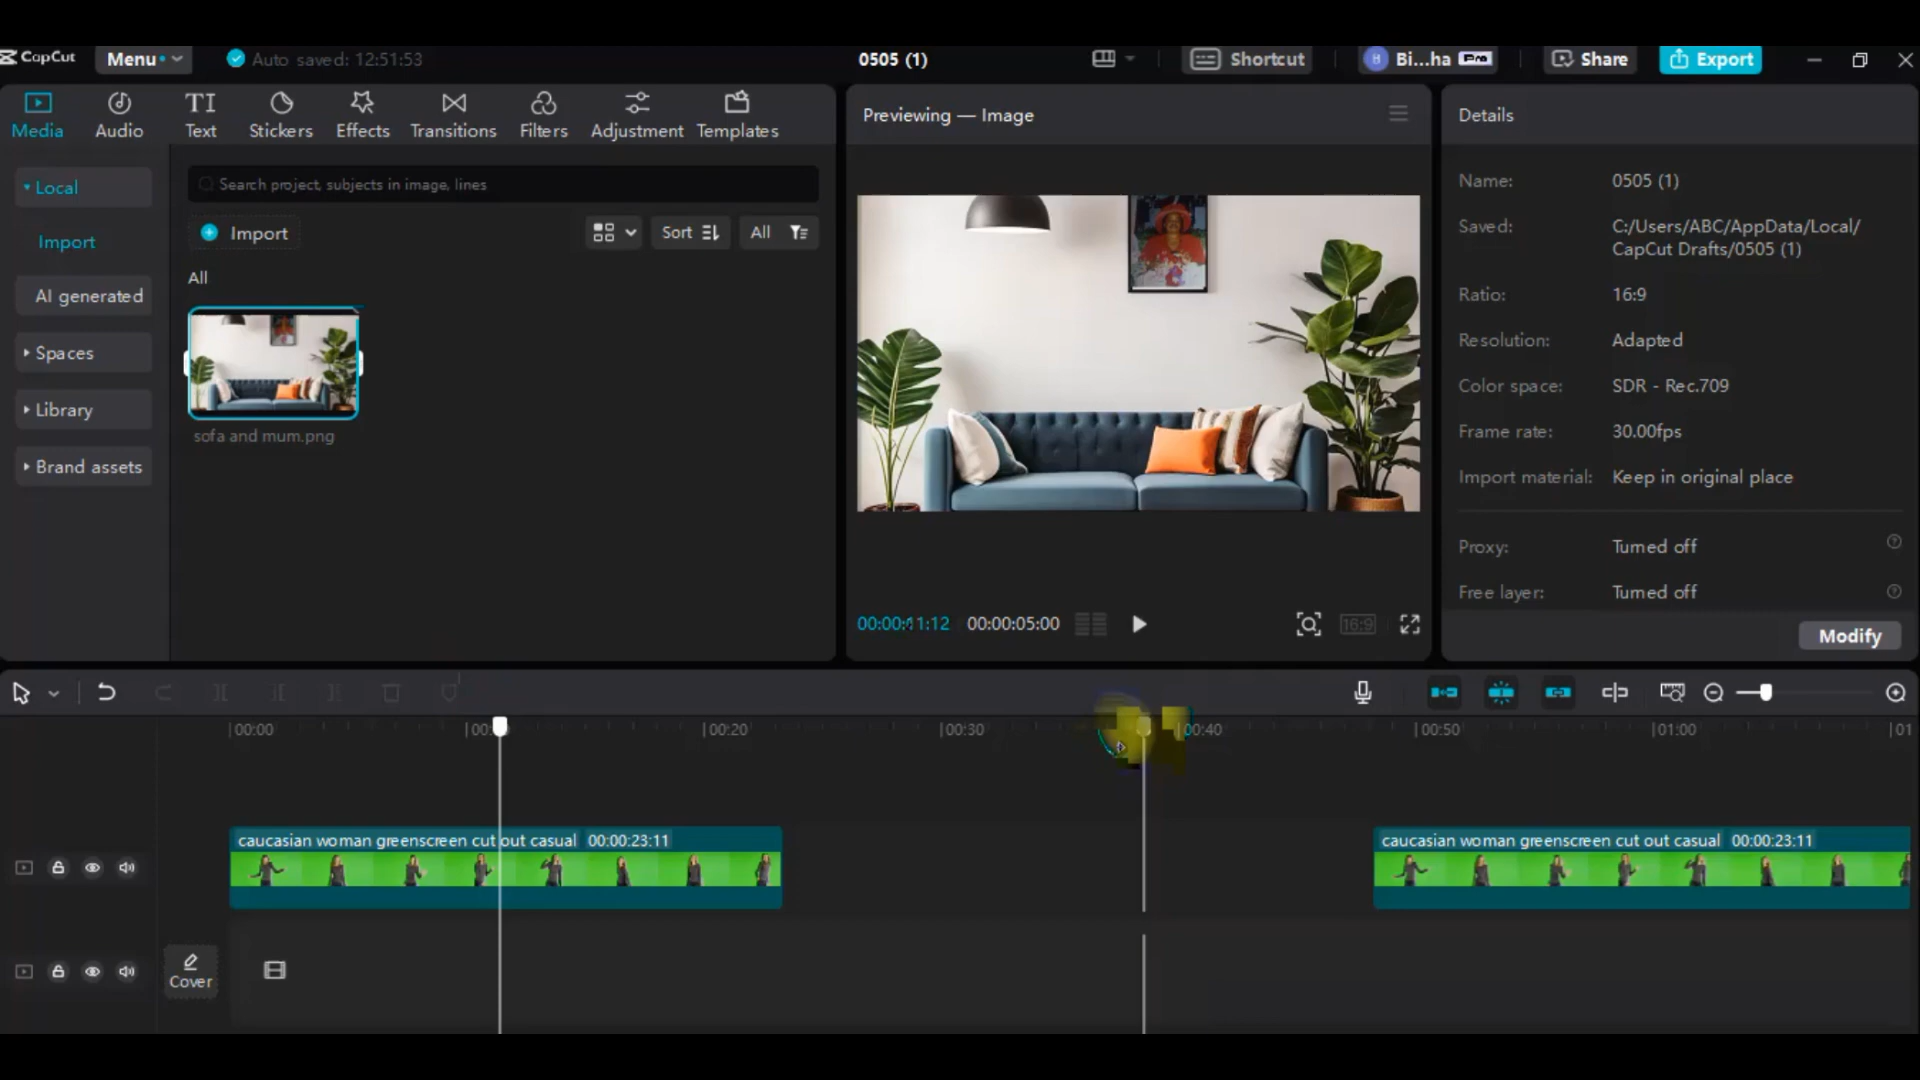 CapCut Menu Auto saved: 12:51:53 0505 (1) Shortcut Bi...ha Pro Share Export
Media Audio Text Stickers Effects Transitions Filters Adjustment Templates
Local
Import
AI generated
Spaces
Library
Brand assets
Search project, subjects in image, lines
Import Sort All
All
sofa and mum.png
Previewing — Image
00:00:11:12 00:00:05:00 16:9
Details
Name: 0505 (1)
Saved: C:/Users/ABC/AppData/Local/
CapCut Drafts/0505 (1)
Ratio: 16:9
Resolution: Adapted
Color space: SDR - Rec.709
Frame rate: 30.00fps
Import material: Keep in original place
Proxy: Turned off
Free layer: Turned off
Modify
00:00 00:20 00:30 00:40 00:50 01:00
caucasian woman greenscreen cut out casual 00:00:23:11
caucasian woman greenscreen cut out casual 00:00:23:11
Cover